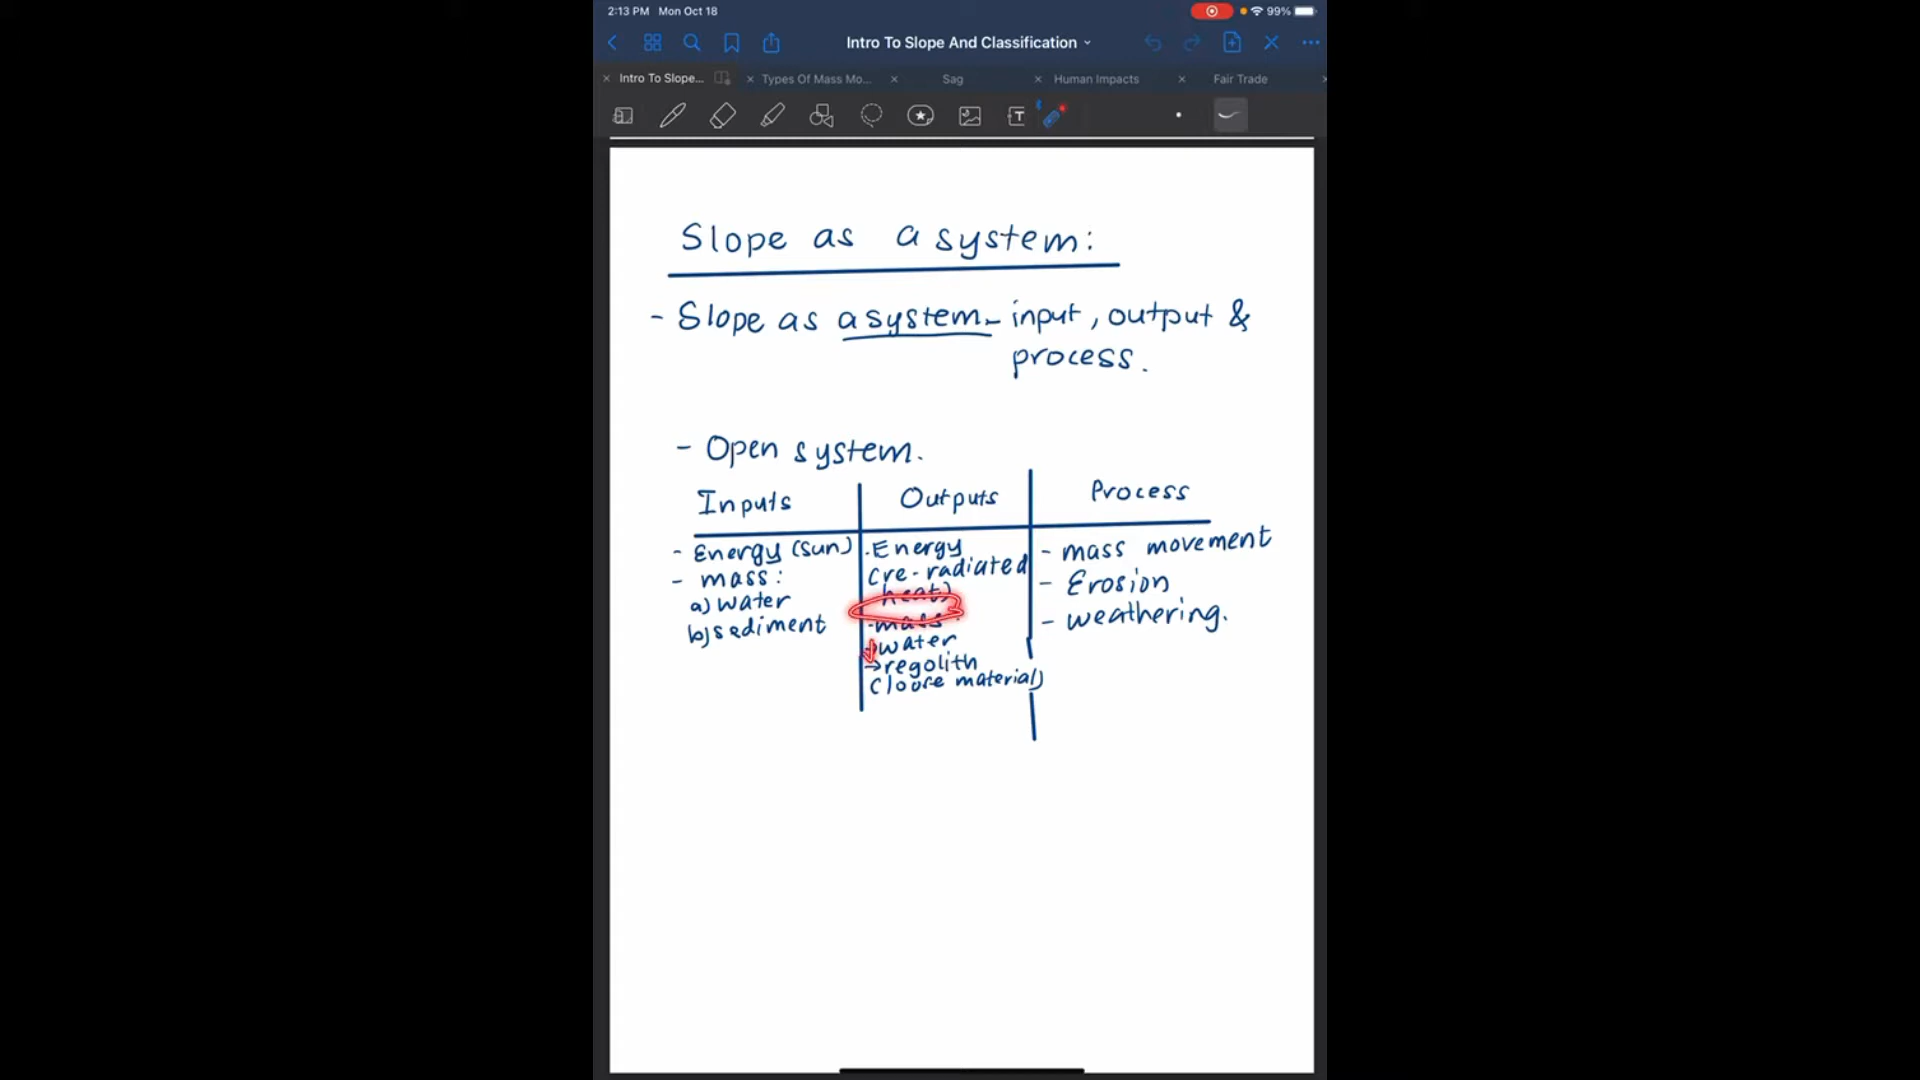 2:13 PM Mon Oct 18
99%
Intro To Slope And Classification
Intro To Slope...
Types Of Mass Mo...
Sag
Human Impacts
Fair Trade
Slope as a system:
- Slope as a system - input, output &
process.
- Open system.
Inputs
- Energy (sun)
- mass:
a) water
b) sediment
Outputs
- Energy
(re-radiated
heat)
- mass:
→ water
→ regolith
(loose material)
Process
- mass movement
- Erosion
- weathering.